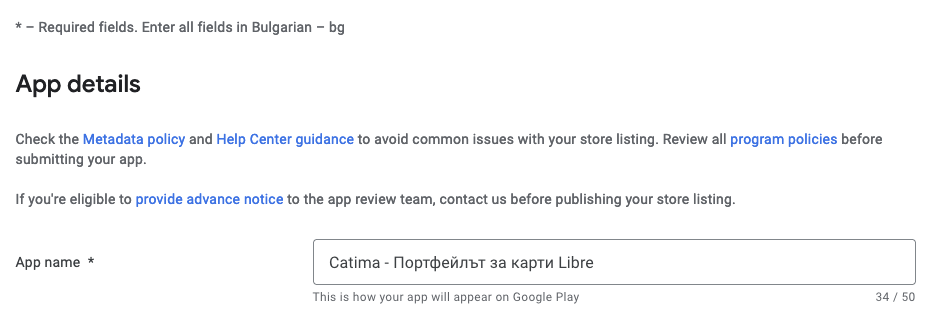 * – Required fields. Enter all fields in Bulgarian – bg
App details
Check the Metadata policy and Help Center guidance to avoid common issues with your store listing. Review all program policies before
submitting your app.
If you're eligible to provide advance notice to the app review team, contact us before publishing your store listing.
App name *
Catima - Портфейлът за карти Libre
This is how your app will appear on Google Play
34 / 50